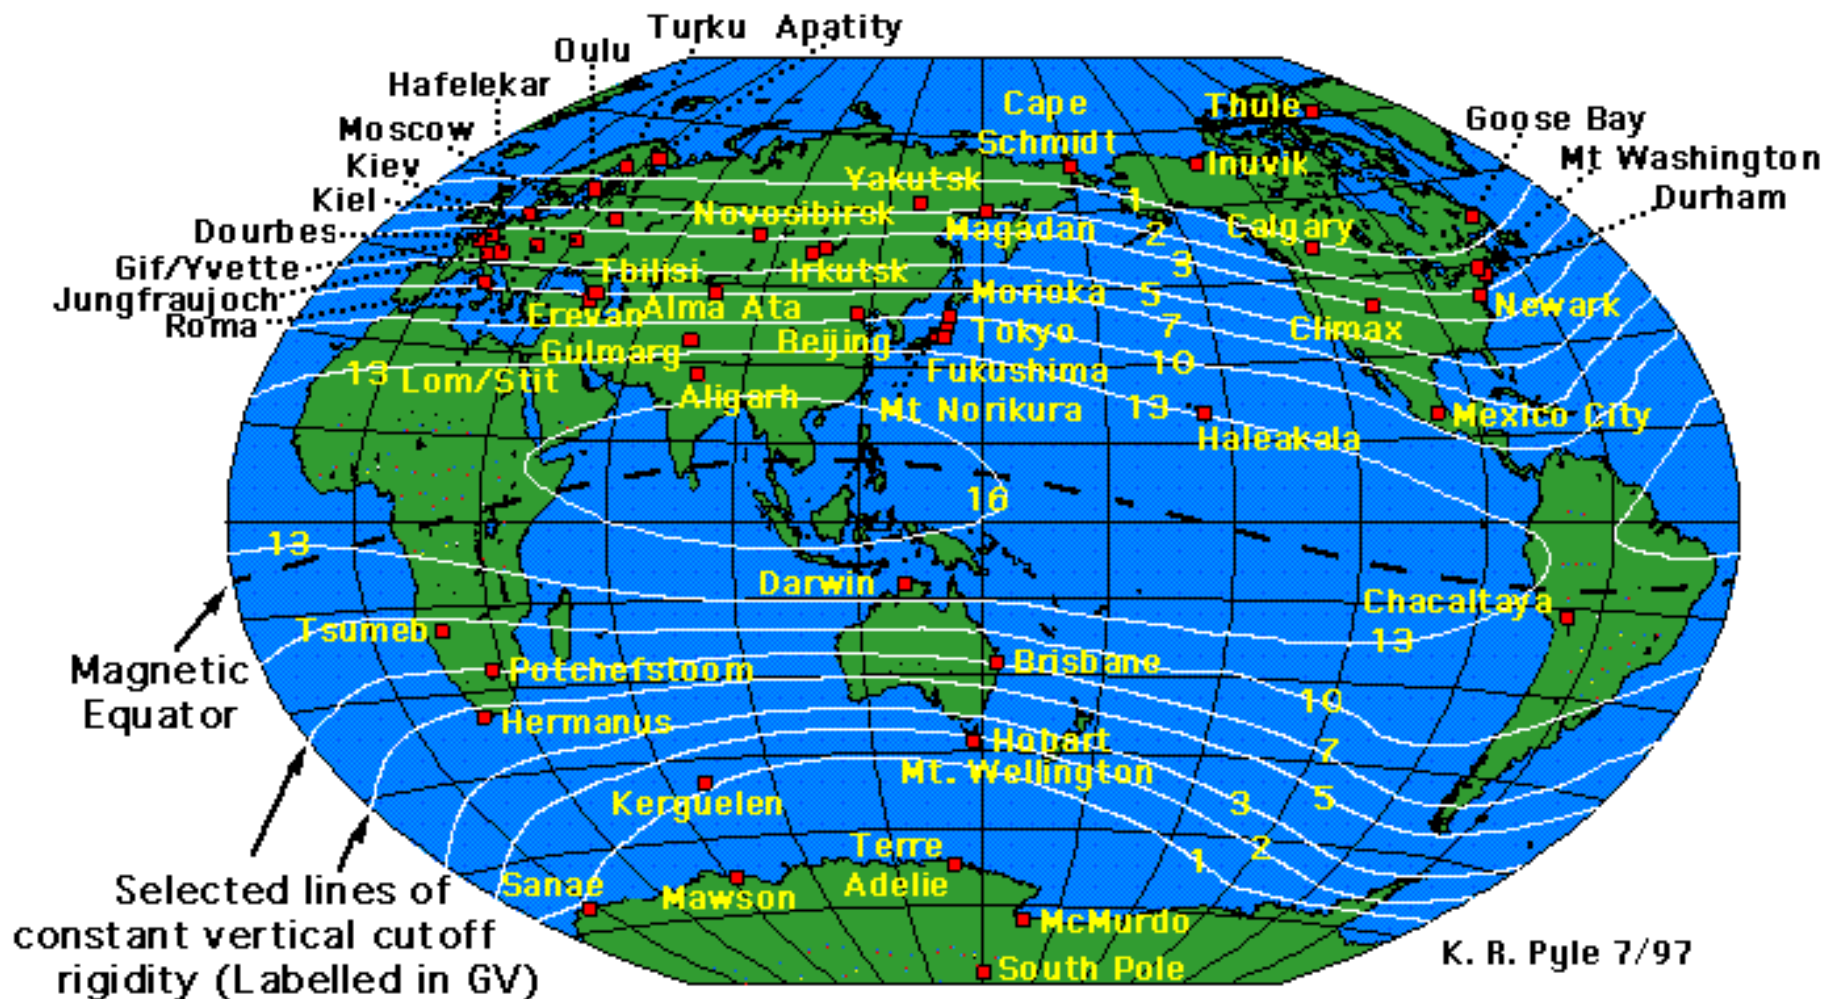 Turku Apatity
Oulu
Hafelekar
Moscow
Kiev
Kiel
Dourbes
Gif/Yvette
Jungfraujoch
Roma
Cape
Schmidt
Thule
Goose Bay
Mt Washington
Durham
Inuvik
Yakutsk
Novosibirsk
Magadan
Calgary
1
2
3
5
7
10
13
Tbilisi
Irkutsk
Morioka
Erevan
Alma Ata
Newark
Climax
Gulmarg
Beijing
Tokyo
13
Lom/Stit
Aligarh
Fukushima
Mt Norikura
Mexico City
Haleakala
16
13
Darwin
Chacaltaya
13
Tsumeb
Magnetic
Equator
Potchefstoom
Brisbane
10
Hermanus
Hobart
Mt. Wellington
7
5
3
2
1
Kerguelen
Terre
Adelie
Sanae
Mawson
McMurdo
South Pole
Selected lines of
constant vertical cutoff
rigidity (Labelled in GV)
K. R. Pyle 7/97